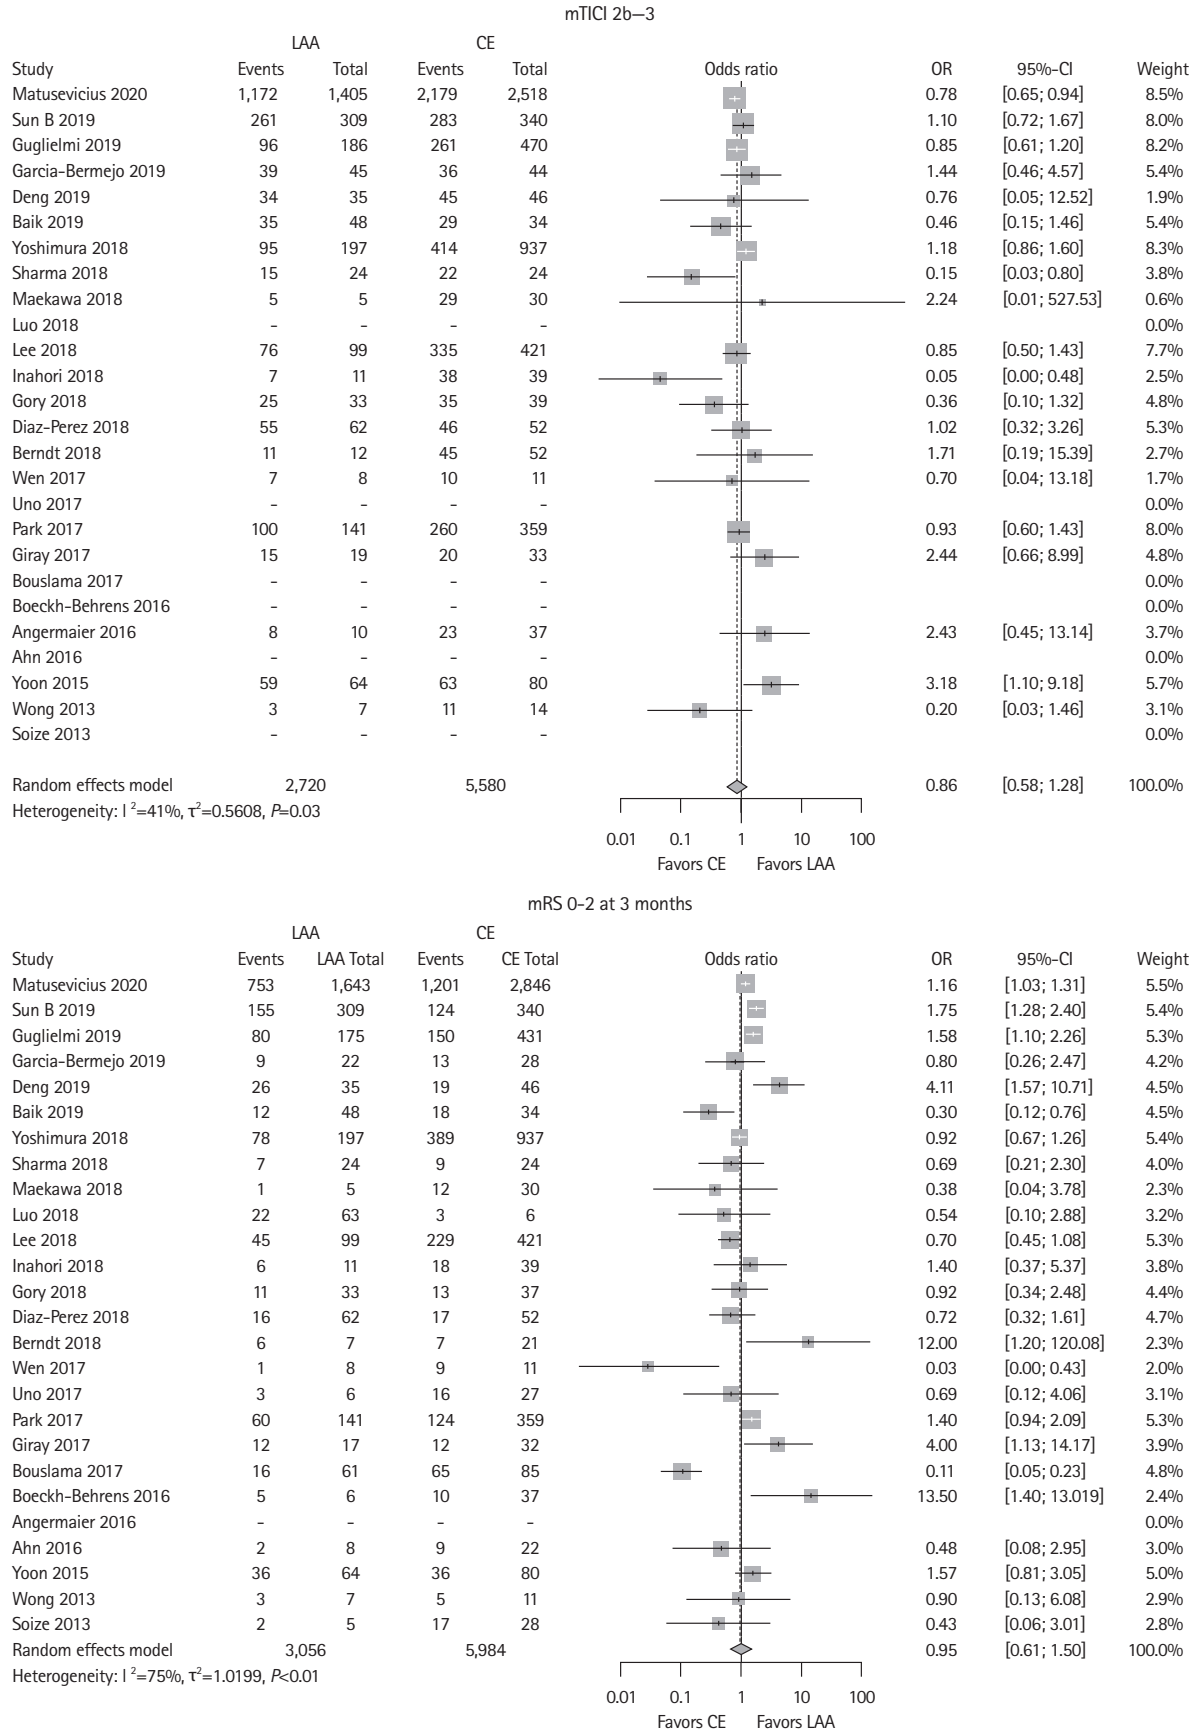 mTICI 2b—3
LAA CE
Study Events Total Events Total Odds ratio OR 95%-CI Weight
Matusevicius 2020 1,172 1,405 2,179 2,518 0.78 [0.65; 0.94] 8.5%
Sun B 2019 261 309 283 340 1.10 [0.72; 1.67] 8.0%
Guglielmi 2019 96 186 261 470 0.85 [0.61; 1.20] 8.2%
Garcia-Bermejo 2019 39 45 36 44 1.44 [0.46; 4.57] 5.4%
Deng 2019 34 35 45 46 0.76 [0.05; 12.52] 1.9%
Baik 2019 35 48 29 34 0.46 [0.15; 1.46] 5.4%
Yoshimura 2018 95 197 414 937 1.18 [0.86; 1.60] 8.3%
Sharma 2018 15 24 22 24 0.15 [0.03; 0.80] 3.8%
Maekawa 2018 5 5 29 30 2.24 [0.01; 527.53] 0.6%
Luo 2018 - - - - 0.0%
Lee 2018 76 99 335 421 0.85 [0.50; 1.43] 7.7%
Inahori 2018 7 11 38 39 0.05 [0.00; 0.48] 2.5%
Gory 2018 25 33 35 39 0.36 [0.10; 1.32] 4.8%
Diaz-Perez 2018 55 62 46 52 1.02 [0.32; 3.26] 5.3%
Berndt 2018 11 12 45 52 1.71 [0.19; 15.39] 2.7%
Wen 2017 7 8 10 11 0.70 [0.04; 13.18] 1.7%
Uno 2017 - - - - 0.0%
Park 2017 100 141 260 359 0.93 [0.60; 1.43] 8.0%
Giray 2017 15 19 20 33 2.44 [0.66; 8.99] 4.8%
Bouslama 2017 - - - - 0.0%
Boeckh-Behrens 2016 - - - - 0.0%
Angermaier 2016 8 10 23 37 2.43 [0.45; 13.14] 3.7%
Ahn 2016 - - - - 0.0%
Yoon 2015 59 64 63 80 3.18 [1.10; 9.18] 5.7%
Wong 2013 3 7 11 14 0.20 [0.03; 1.46] 3.1%
Soize 2013 - - - - 0.0%
Random effects model 2,720 5,580 0.86 [0.58; 1.28] 100.0%
Heterogeneity: I²=41%, τ²=0.5608, P=0.03
0.01 0.1 1 10 100
Favors CE Favors LAA
mRS 0-2 at 3 months
LAA CE
Study Events LAA Total Events CE Total Odds ratio OR 95%-CI Weight
Matusevicius 2020 753 1,643 1,201 2,846 1.16 [1.03; 1.31] 5.5%
Sun B 2019 155 309 124 340 1.75 [1.28; 2.40] 5.4%
Guglielmi 2019 80 175 150 431 1.58 [1.10; 2.26] 5.3%
Garcia-Bermejo 2019 9 22 13 28 0.80 [0.26; 2.47] 4.2%
Deng 2019 26 35 19 46 4.11 [1.57; 10.71] 4.5%
Baik 2019 12 48 18 34 0.30 [0.12; 0.76] 4.5%
Yoshimura 2018 78 197 389 937 0.92 [0.67; 1.26] 5.4%
Sharma 2018 7 24 9 24 0.69 [0.21; 2.30] 4.0%
Maekawa 2018 1 5 12 30 0.38 [0.04; 3.78] 2.3%
Luo 2018 22 63 3 6 0.54 [0.10; 2.88] 3.2%
Lee 2018 45 99 229 421 0.70 [0.45; 1.08] 5.3%
Inahori 2018 6 11 18 39 1.40 [0.37; 5.37] 3.8%
Gory 2018 11 33 13 37 0.92 [0.34; 2.48] 4.4%
Diaz-Perez 2018 16 62 17 52 0.72 [0.32; 1.61] 4.7%
Berndt 2018 6 7 7 21 12.00 [1.20; 120.08] 2.3%
Wen 2017 1 8 9 11 0.03 [0.00; 0.43] 2.0%
Uno 2017 3 6 16 27 0.69 [0.12; 4.06] 3.1%
Park 2017 60 141 124 359 1.40 [0.94; 2.09] 5.3%
Giray 2017 12 17 12 32 4.00 [1.13; 14.17] 3.9%
Bouslama 2017 16 61 65 85 0.11 [0.05; 0.23] 4.8%
Boeckh-Behrens 2016 5 6 10 37 13.50 [1.40; 13.019] 2.4%
Angermaier 2016 - - - - 0.0%
Ahn 2016 2 8 9 22 0.48 [0.08; 2.95] 3.0%
Yoon 2015 36 64 36 80 1.57 [0.81; 3.05] 5.0%
Wong 2013 3 7 5 11 0.90 [0.13; 6.08] 2.9%
Soize 2013 2 5 17 28 0.43 [0.06; 3.01] 2.8%
Random effects model 3,056 5,984 0.95 [0.61; 1.50] 100.0%
Heterogeneity: I²=75%, τ²=1.0199, P<0.01
0.01 0.1 1 10 100
Favors CE Favors LAA